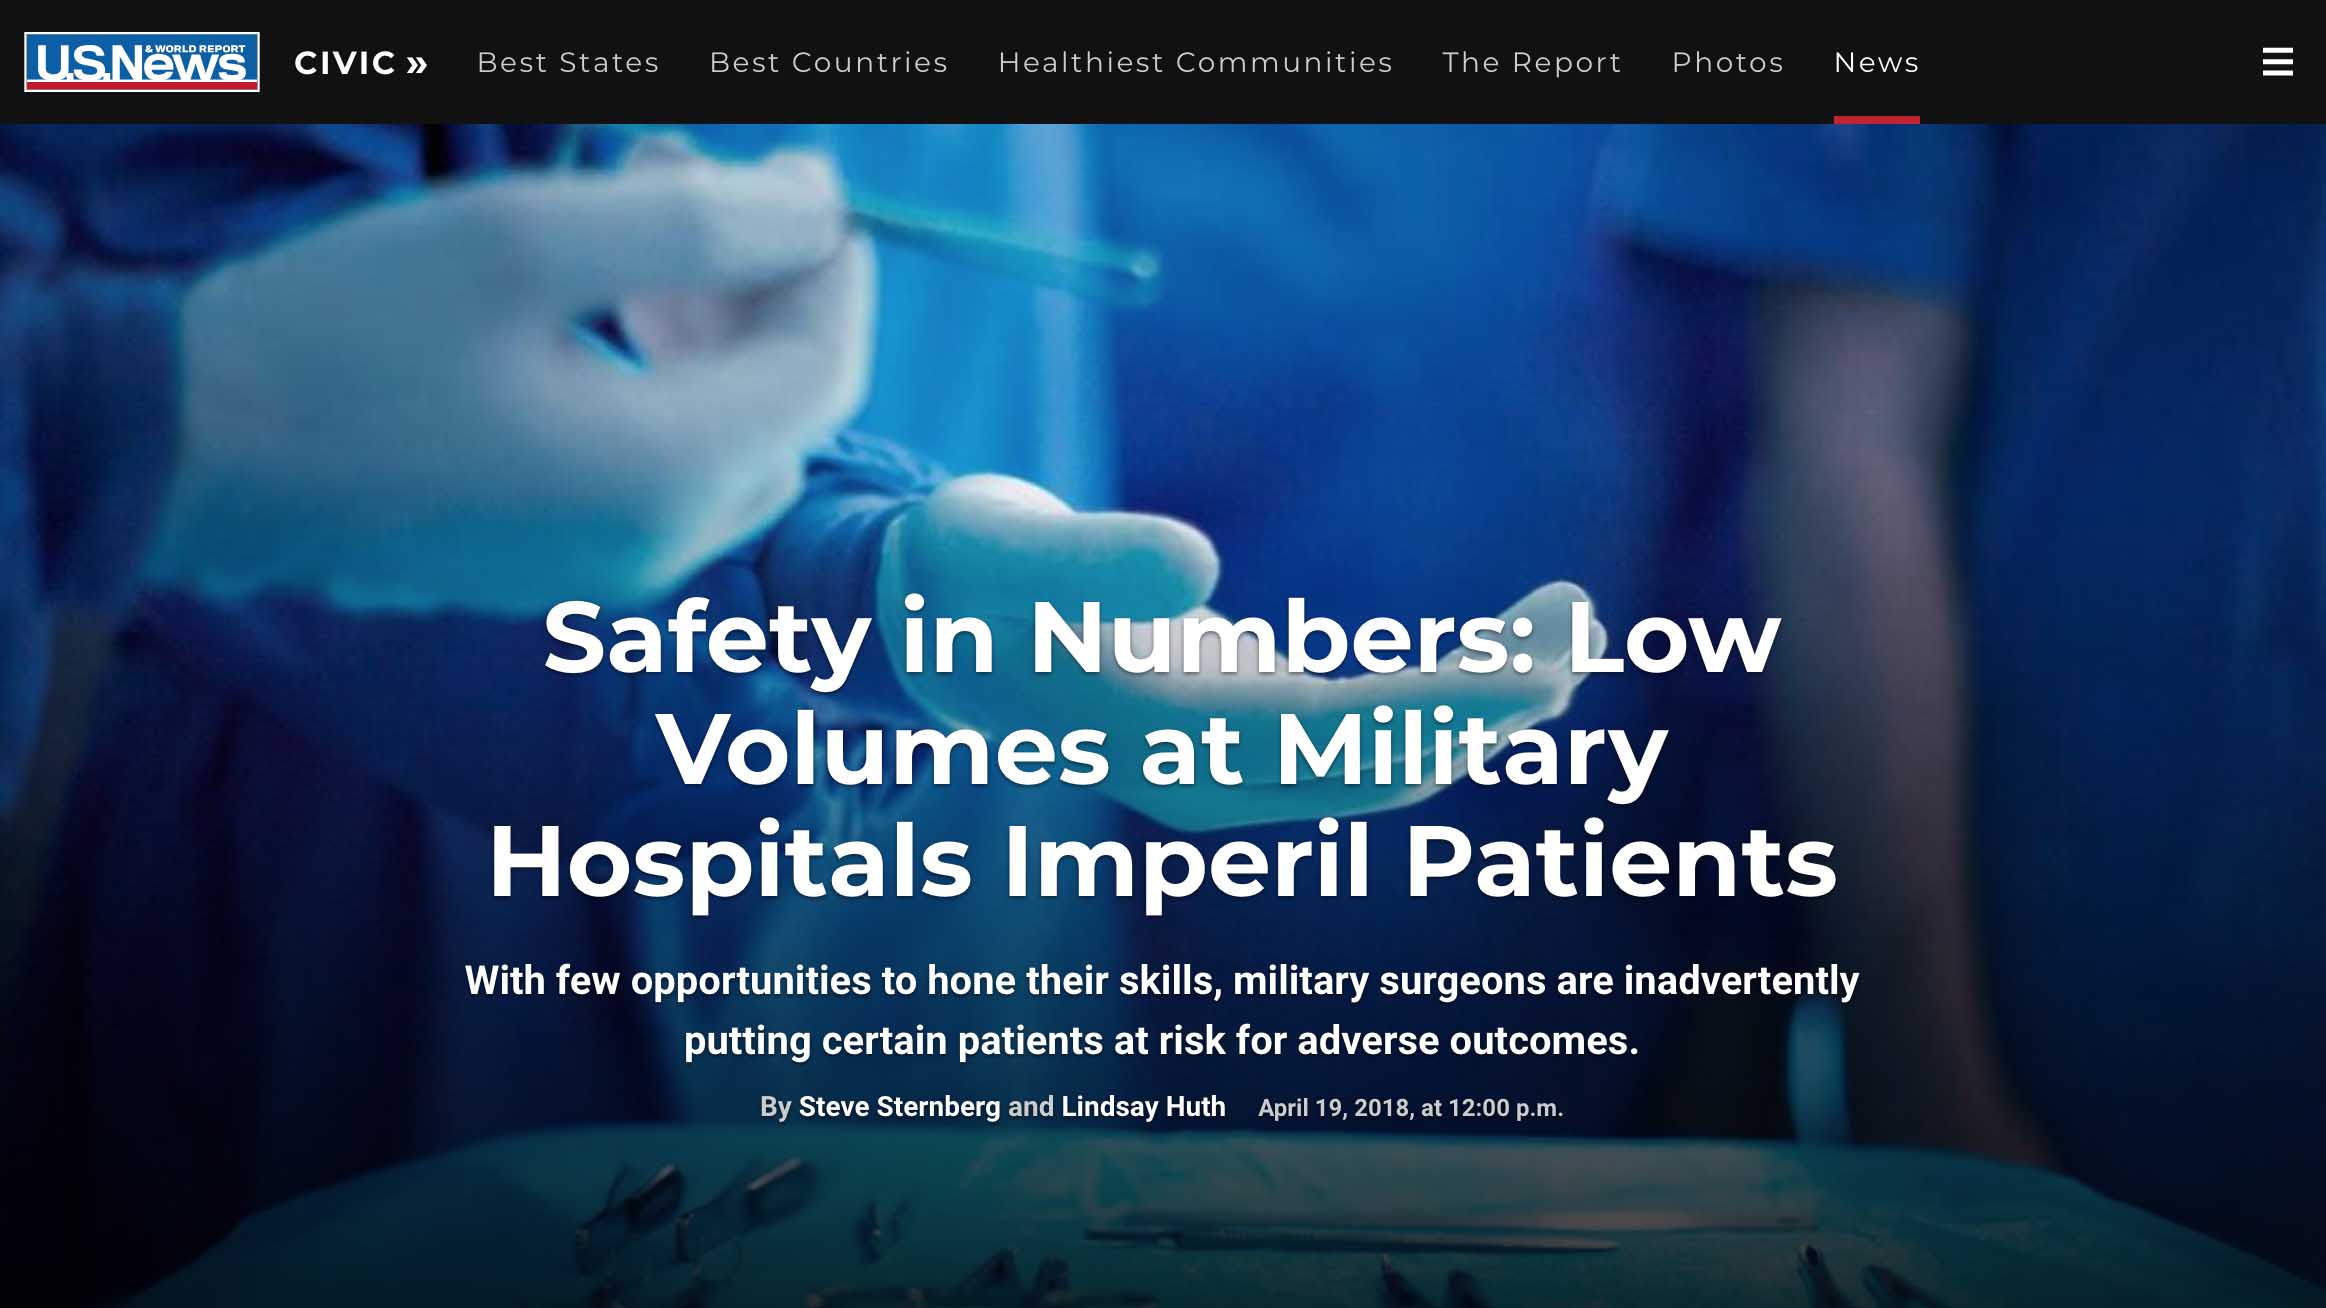 U.S.News & WORLD REPORT
CIVIC » Best States Best Countries Healthiest Communities The Report Photos News
Safety in Numbers: Low
Volumes at Military
Hospitals Imperil Patients
With few opportunities to hone their skills, military surgeons are inadvertently
putting certain patients at risk for adverse outcomes.
By Steve Sternberg and Lindsay Huth April 19, 2018, at 12:00 p.m.